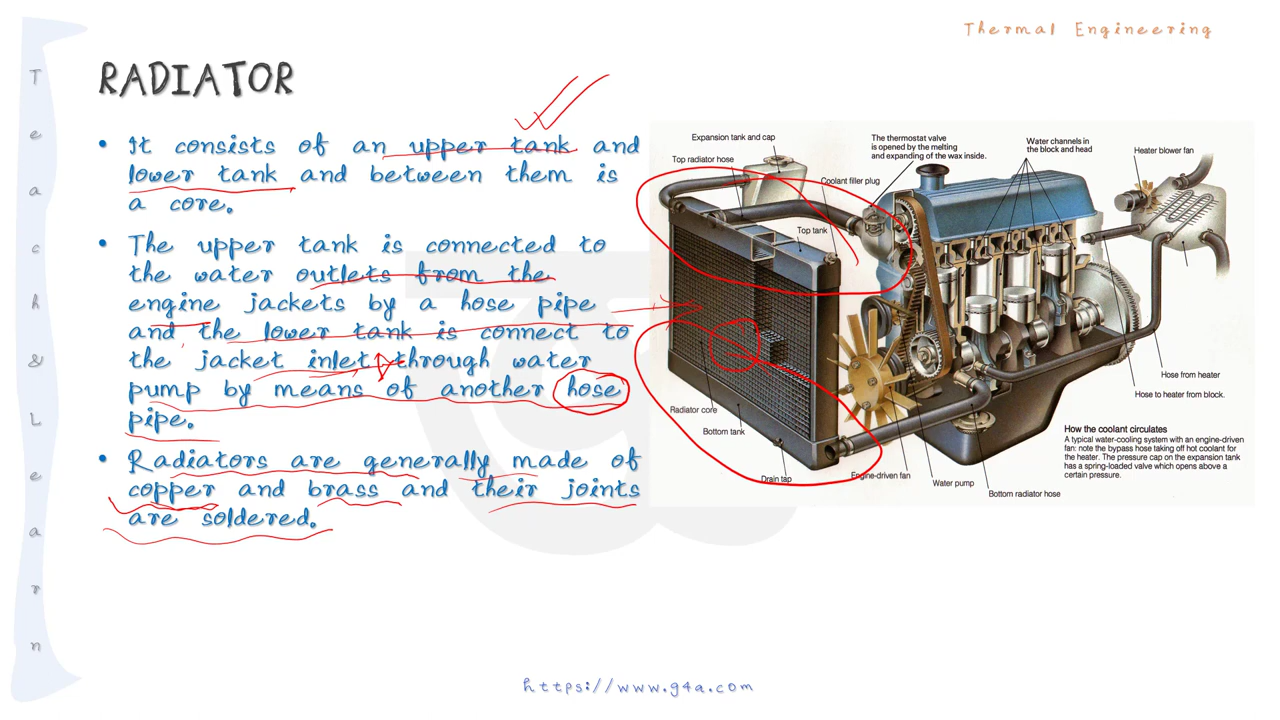 Thermal Engineering
Teach & Learn
RADIATOR
• It consists of an upper tank and
lower tank and between them is
a core.
• The upper tank is connected to
the water outlets from the
engine jackets by a hose pipe
and the lower tank is connect to
the jacket inlet through water
pump by means of another hose
pipe.
• Radiators are generally made of
copper and brass and their joints
are soldered.
Expansion tank and cap
Top radiator hose
The thermostat valve
is opened by the melting
and expanding of the wax inside.
Water channels in
the block and head
Heater blower fan
Coolant filler plug
Top tank
Radiator core
Bottom tank
Drain tap
Engine-driven fan
Water pump
Bottom radiator hose
Hose from heater
Hose to heater from block.
How the coolant circulates
A typical water-cooling system with an engine-driven
fan: note the bypass hose taking off hot coolant for
the heater. The pressure cap on the expansion tank
has a spring-loaded valve which opens above a
certain pressure.
https://www.g4a.com